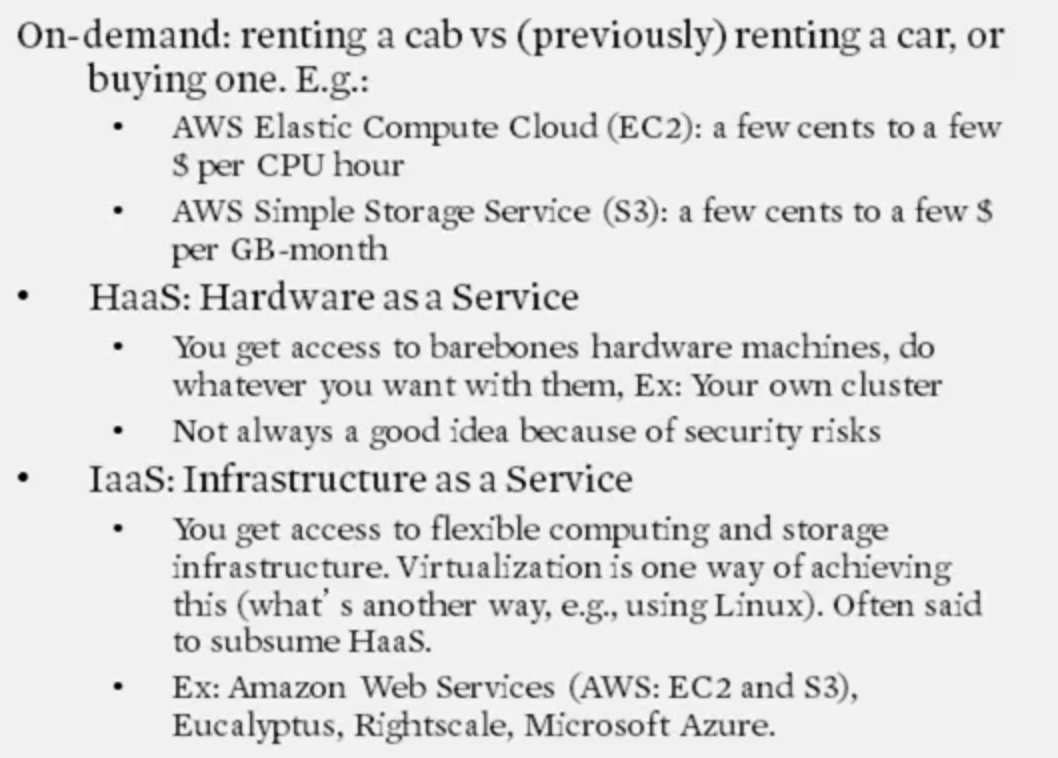 On-demand: renting a cab vs (previously) renting a car, or
buying one. E.g.:
• AWS Elastic Compute Cloud (EC2): a few cents to a few
$ per CPU hour
• AWS Simple Storage Service (S3): a few cents to a few $
per GB-month
• HaaS: Hardware as a Service
• You get access to barebones hardware machines, do
whatever you want with them, Ex: Your own cluster
• Not always a good idea because of security risks
• IaaS: Infrastructure as a Service
• You get access to flexible computing and storage
infrastructure. Virtualization is one way of achieving
this (what’ s another way, e.g., using Linux). Often said
to subsume HaaS.
• Ex: Amazon Web Services (AWS: EC2 and S3),
Eucalyptus, Rightscale, Microsoft Azure.